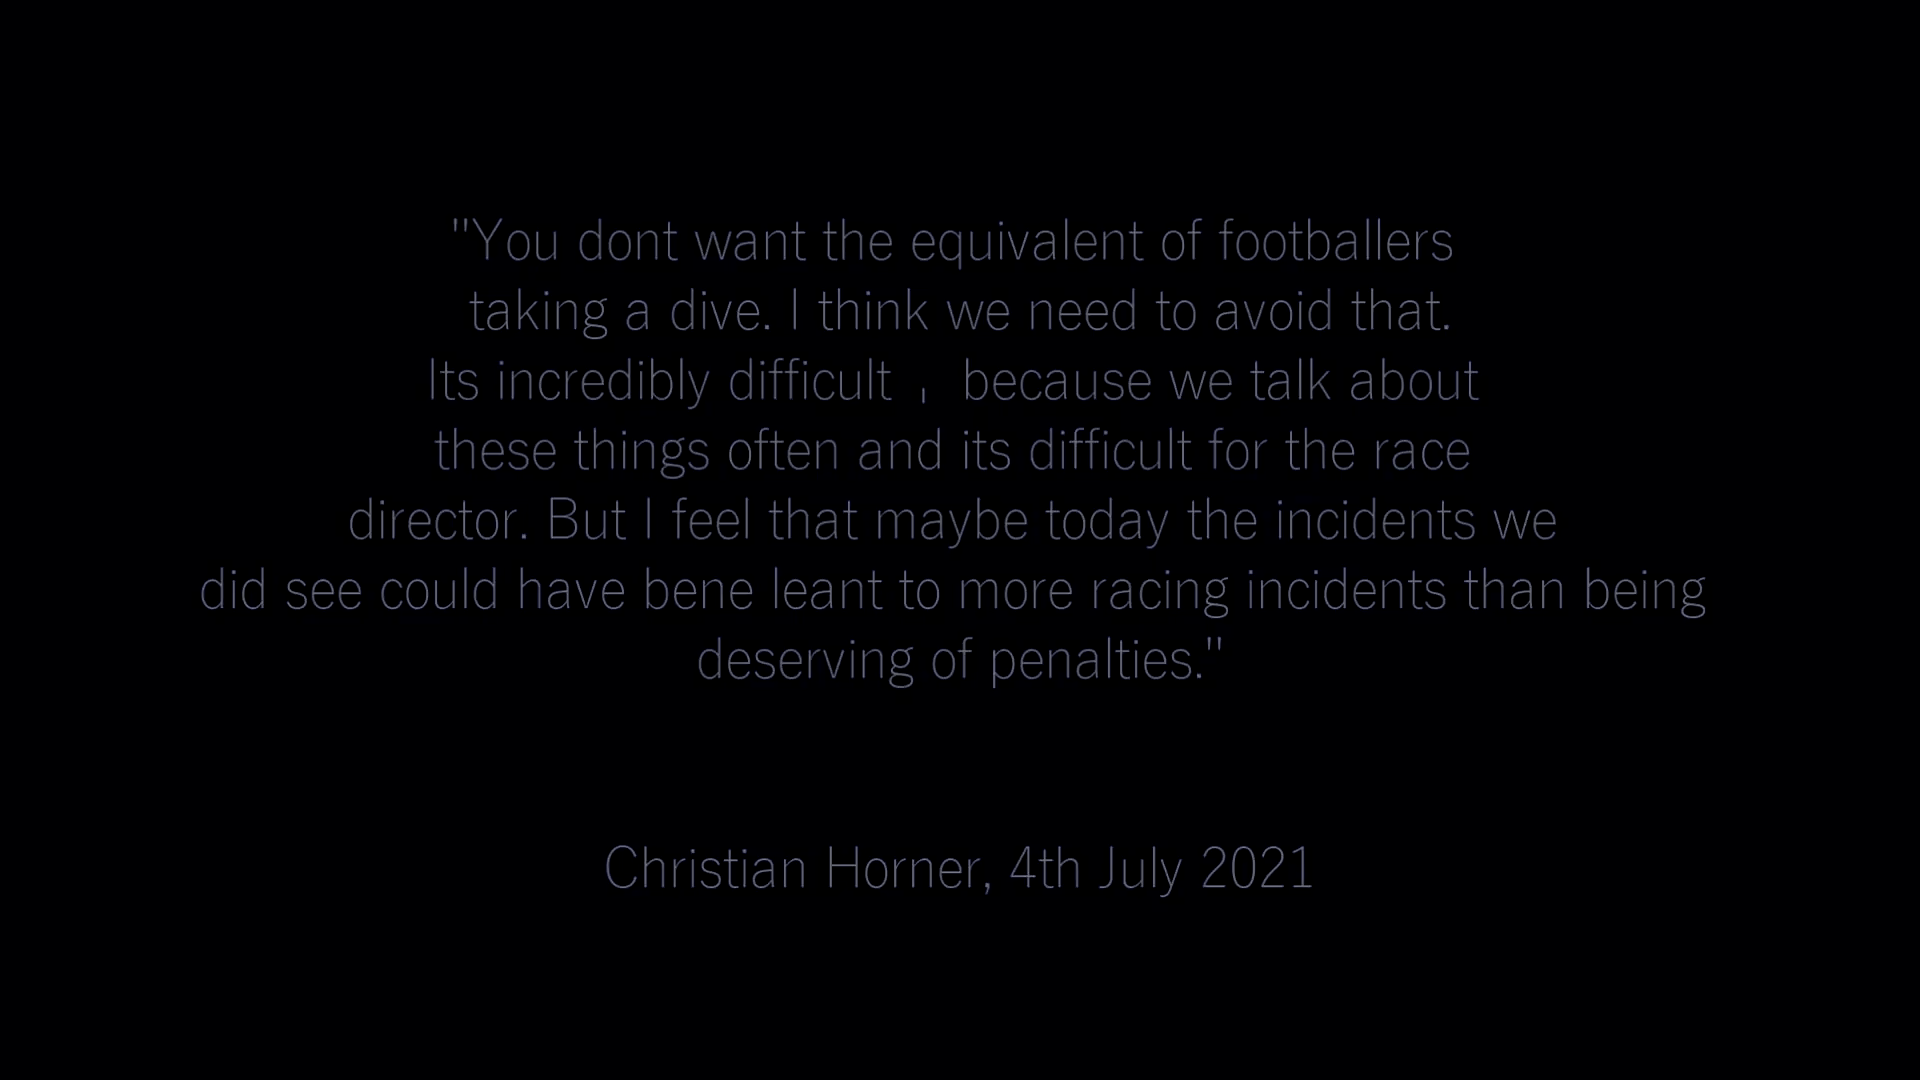 "You dont want the equivalent of footballers
taking a dive. I think we need to avoid that.
Its incredibly difficult , because we talk about
these things often and its difficult for the race
director. But I feel that maybe today the incidents we
did see could have bene leant to more racing incidents than being
deserving of penalties."
Christian Horner, 4th July 2021